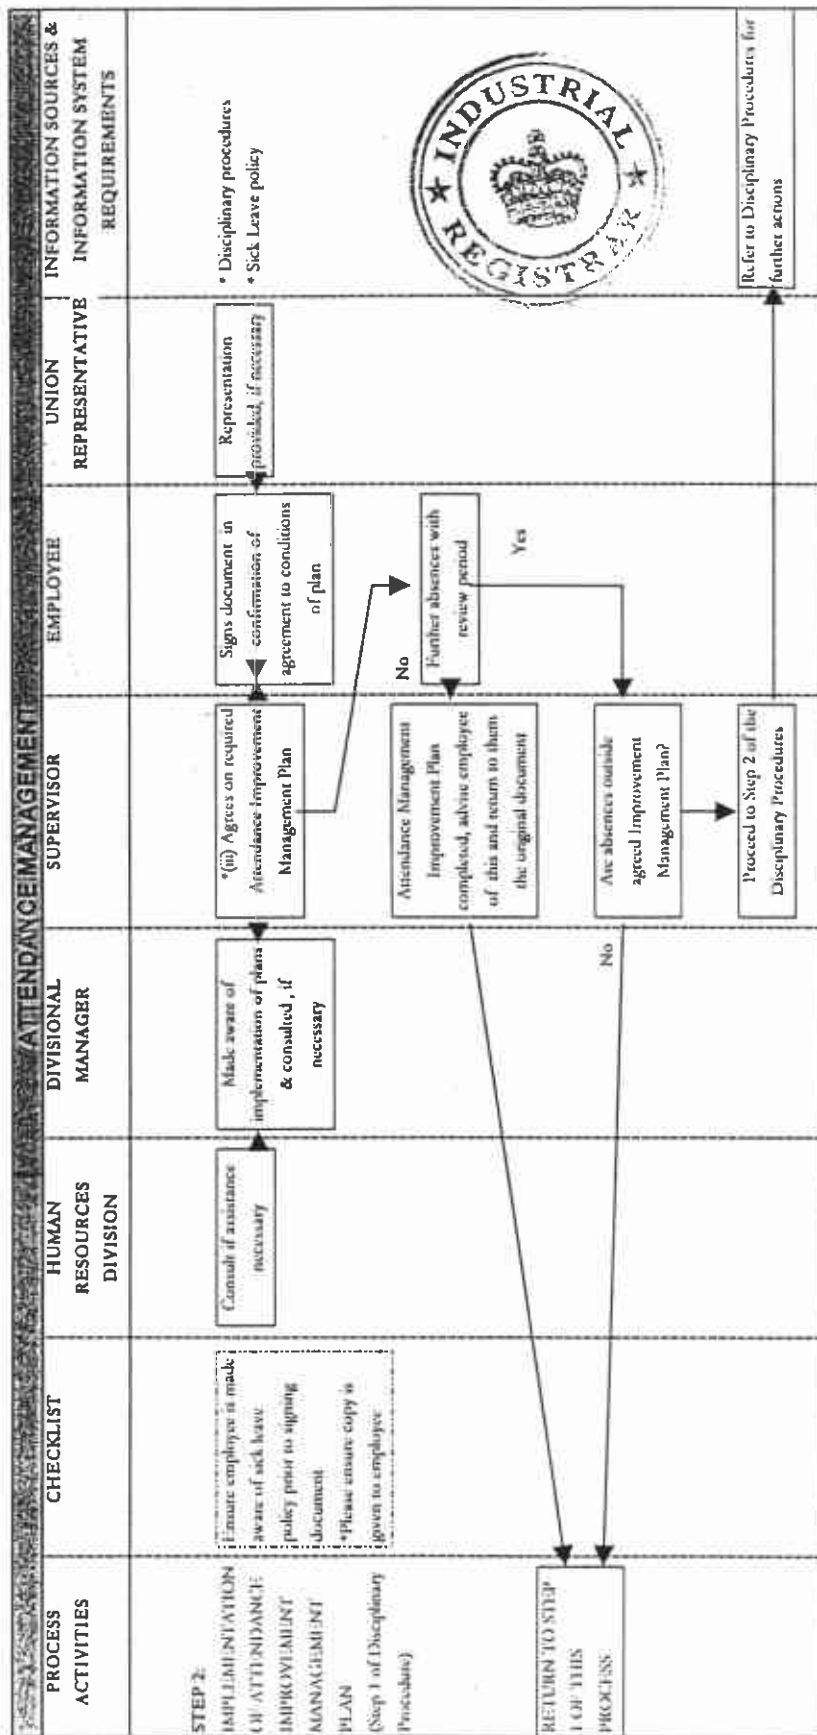 ATTENDANCE MANAGEMENT
PROCESS
ACTIVITIES
CHECKLIST
HUMAN
RESOURCES
DIVISION
DIVISIONAL
MANAGER
SUPERVISOR
EMPLOYEE
UNION
REPRESENTATIVE
INFORMATION SOURCES &
INFORMATION SYSTEM
REQUIREMENTS
STEP 2:
IMPLEMENTATION
OF ATTENDANCE
IMPROVEMENT
MANAGEMENT
PLAN
(Step 1 of Disciplinary
Procedure)
Ensure employee is made
aware of sick leave
policy prior to signing
document
*Please ensure copy is
given to employee
Consult if assistance
necessary
Made aware of
implementation of plans
& consulted , if
necessary
*(iii) Agrees on required
Attendance Improvement
Management Plan
Signs document in
confirmation of
agreement to conditions
of plan
Representation
provided, if necessary
* Disciplinary procedures
* Sick Leave policy
No
Further absences with
review period
Yes
Attendance Management
Improvement Plan
completed, advise employee
of this and return to them
the original document
INDUSTRIAL
REGISTRAR
RETURN TO STEP
1 OF THIS
PROCESS
No
Are absences outside
agreed Improvement
Management Plan?
Proceed to Step 2 of the
Disciplinary Procedures
Refer to Disciplinary Procedures for
further actions